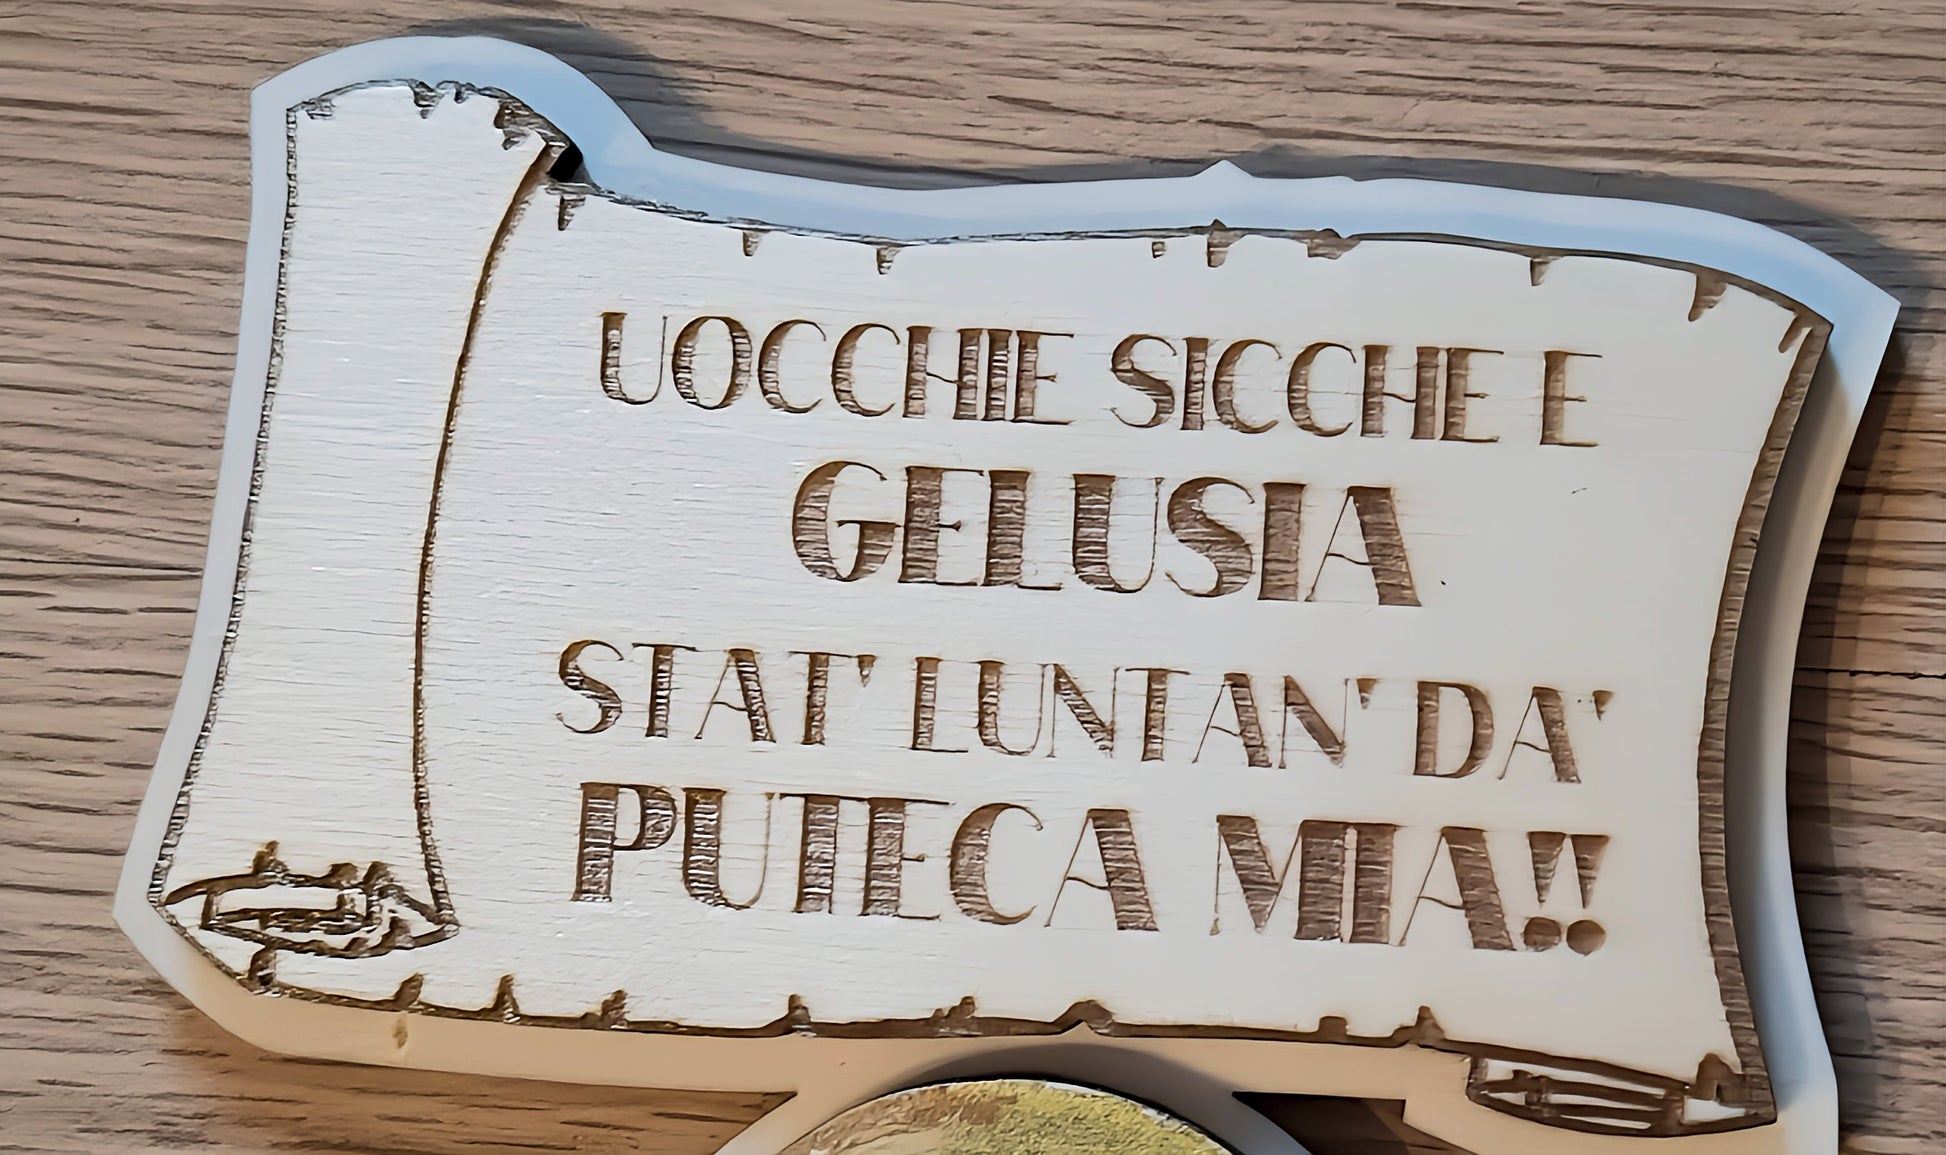 UOCCHIE SICCHE E
GELUSIA
STAT' LUNTAN' DA'
PUTECA MIA!!